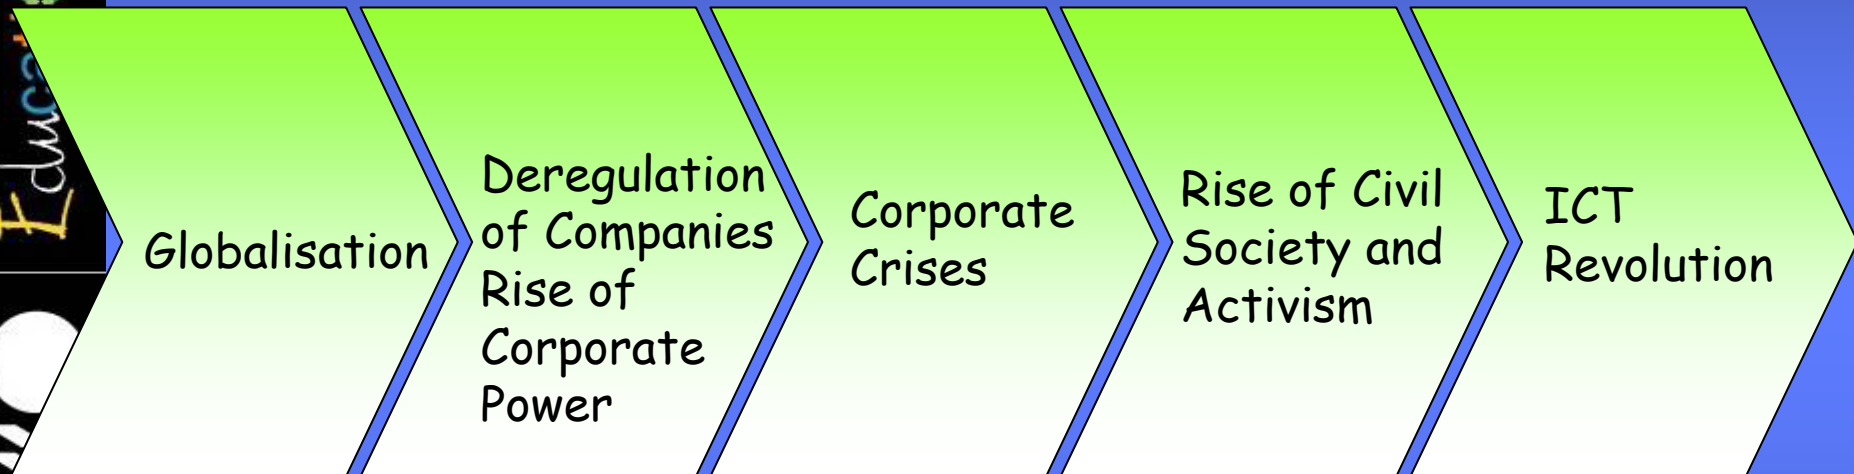 Globalisation
Deregulation
of Companies
Rise of
Corporate
Power
Corporate
Crises
Rise of Civil
Society and
Activism
ICT
Revolution